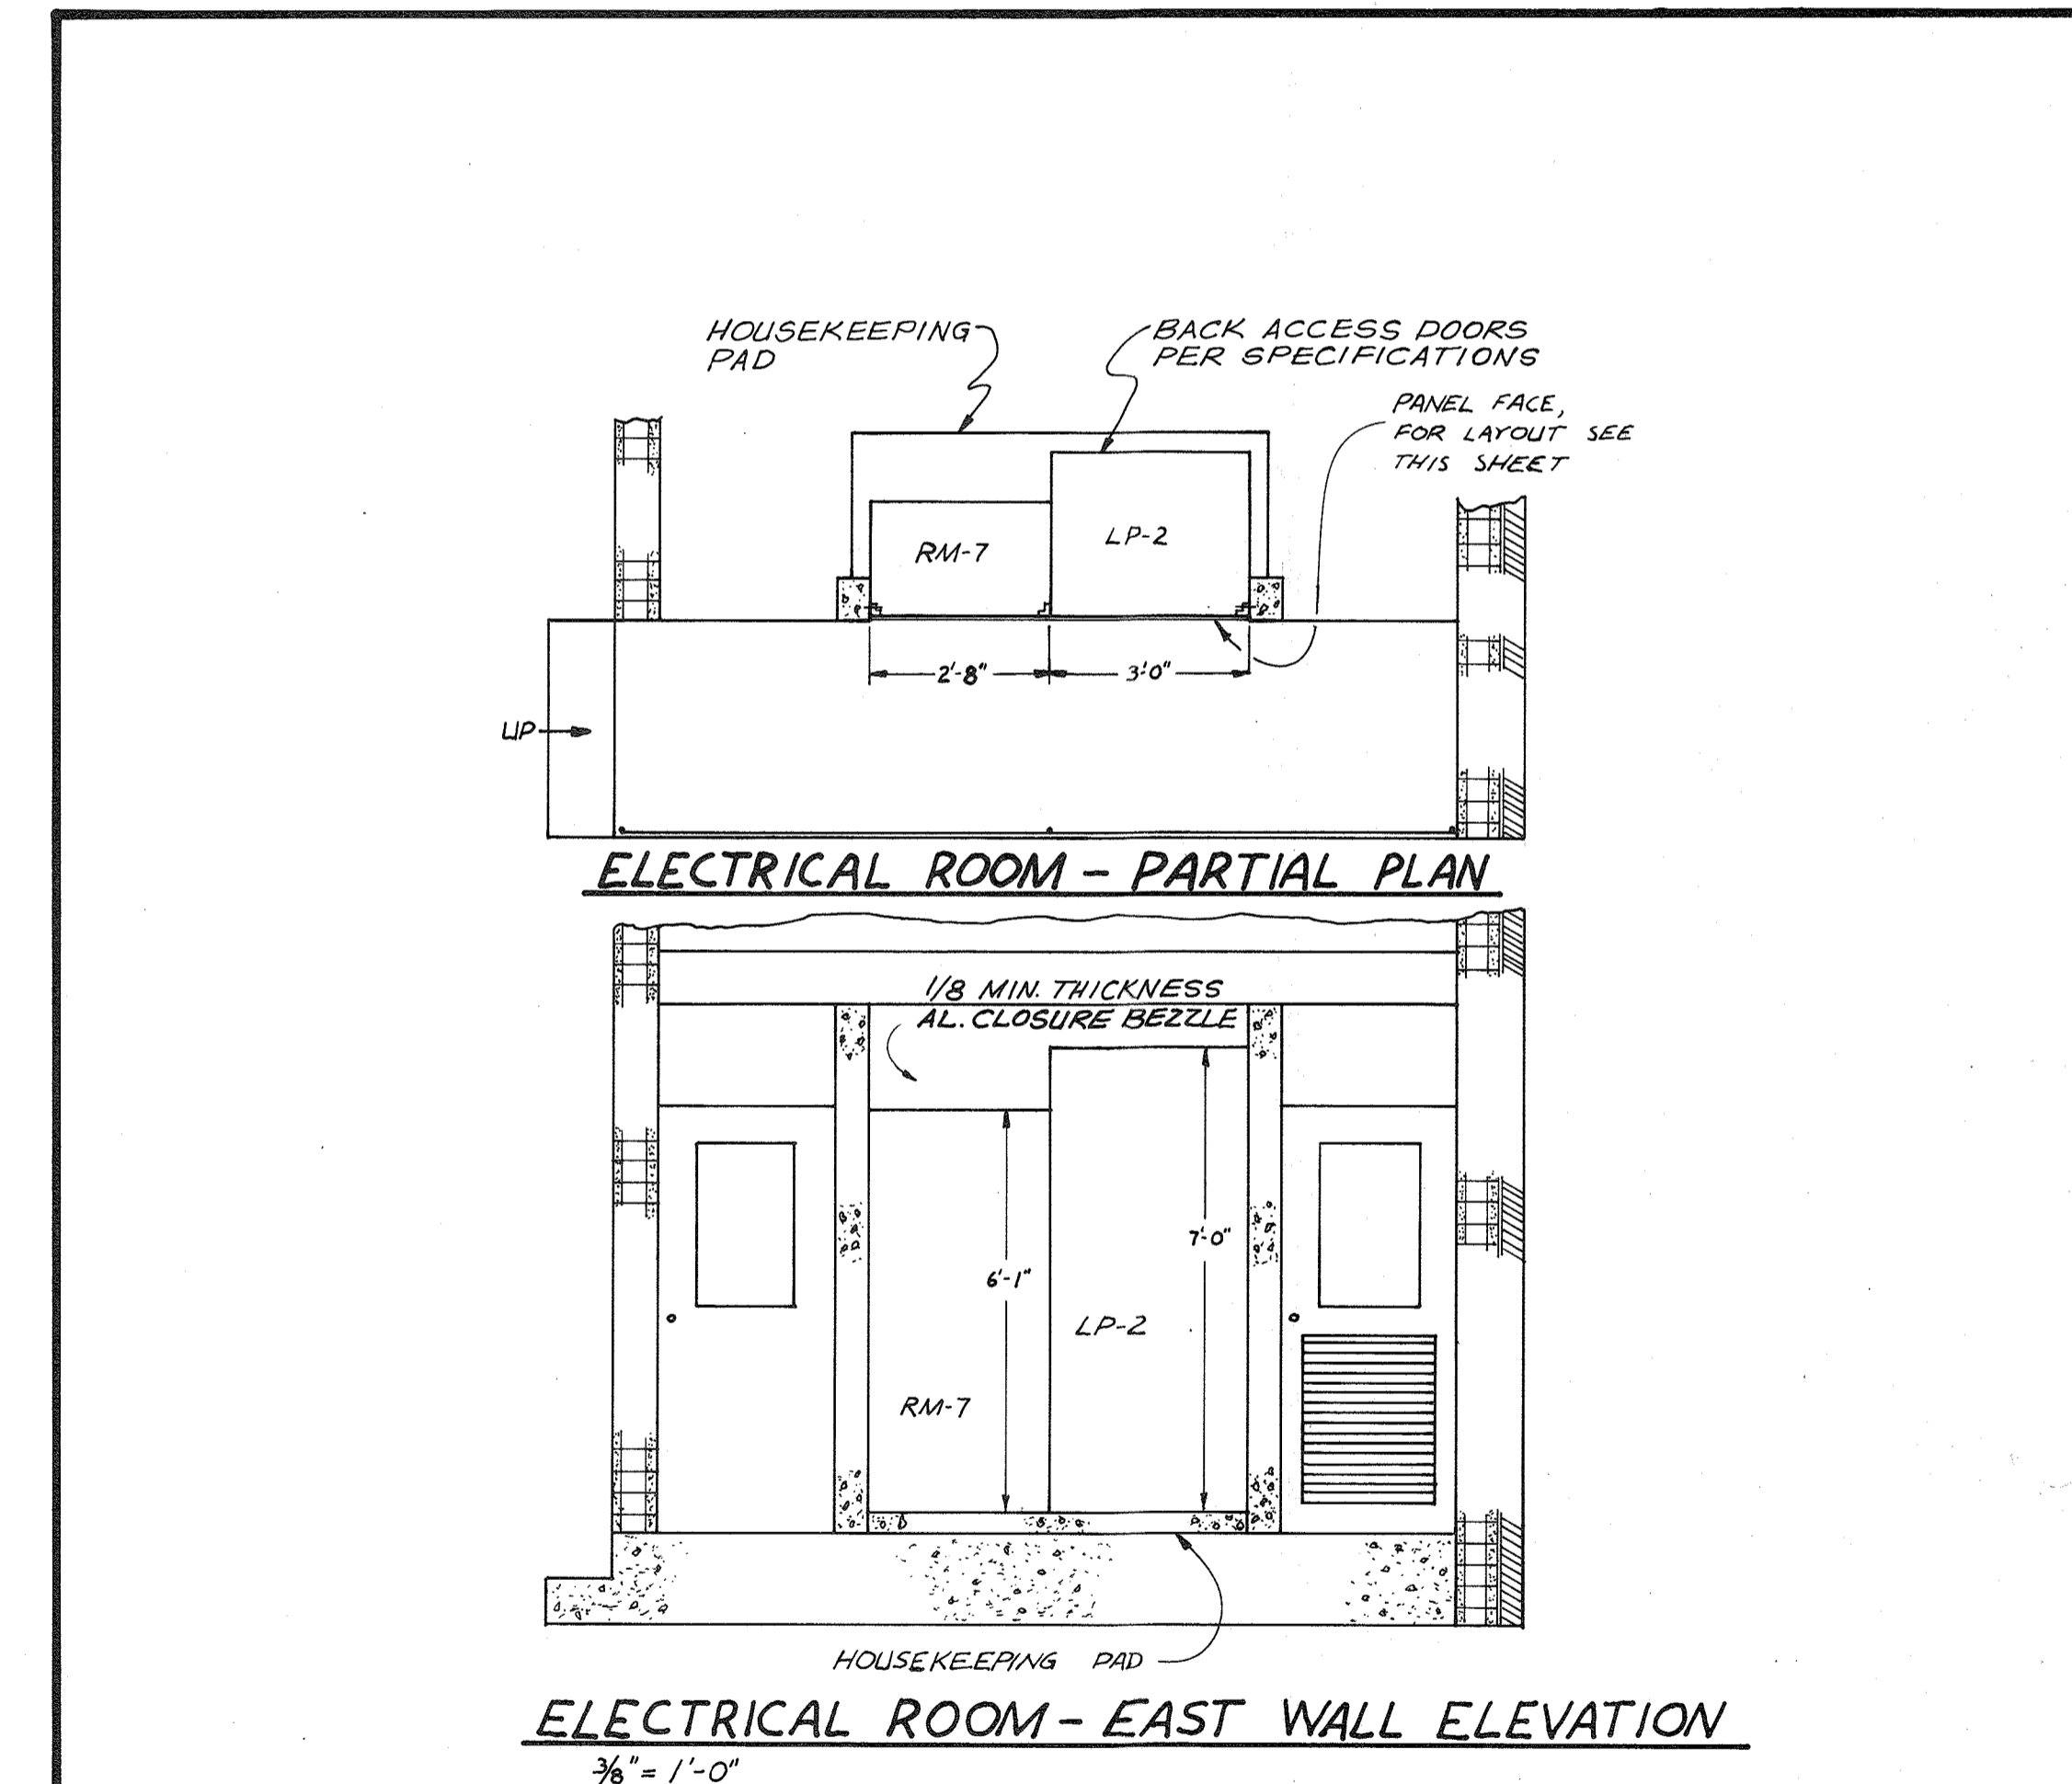 HOUSEKEEPING
PAD
BACK ACCESS DOORS
PER SPECIFICATIONS
PANEL FACE,
FOR LAYOUT SEE
THIS SHEET
RM-7
LP-2
2'-8"
3'-0"
UP
ELECTRICAL ROOM - PARTIAL PLAN
1/8 MIN. THICKNESS
AL. CLOSURE BEZZLE
7'-0"
6'-1"
LP-2
RM-7
HOUSEKEEPING PAD
ELECTRICAL ROOM - EAST WALL ELEVATION
3/8" = 1'-0"